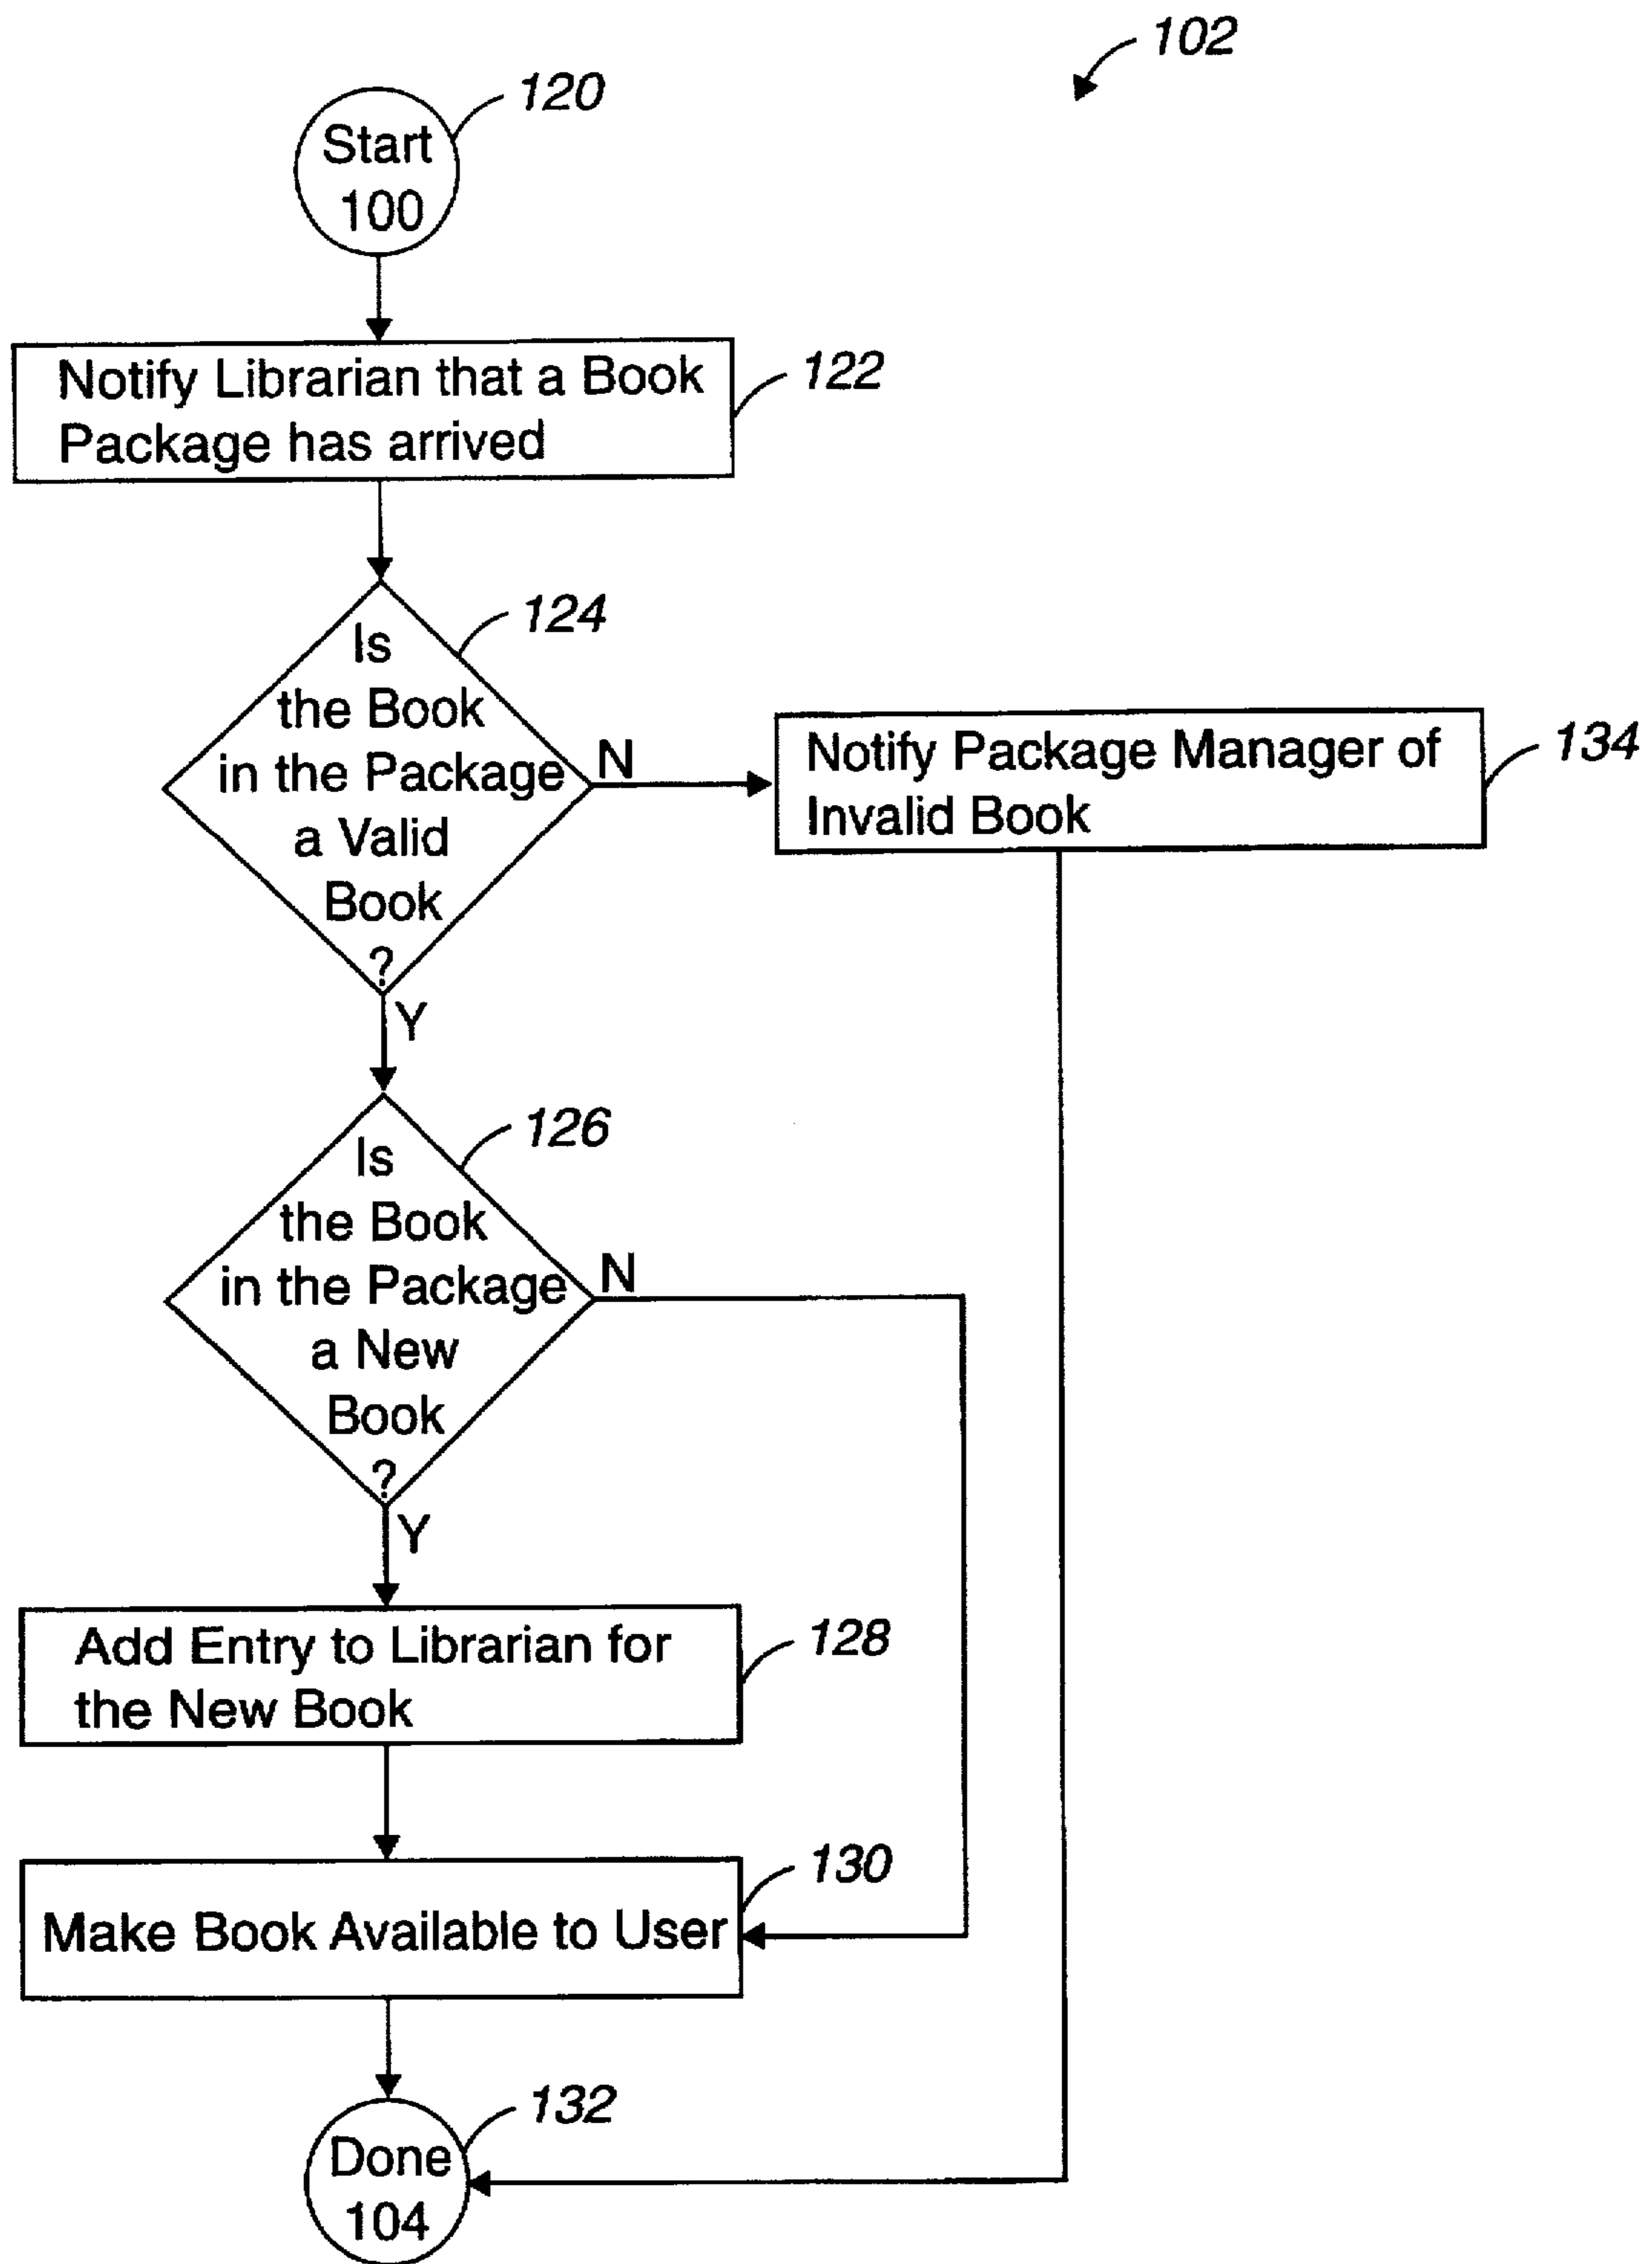 102
120
Start
100
Notify Librarian that a Book
Package has arrived
122
124
Is
the Book
in the Package
a Valid
Book
?
N
Y
Notify Package Manager of
Invalid Book
134
126
Is
the Book
in the Package
a New
Book
?
N
Y
Add Entry to Librarian for
the New Book
128
130
Make Book Available to User
132
Done
104